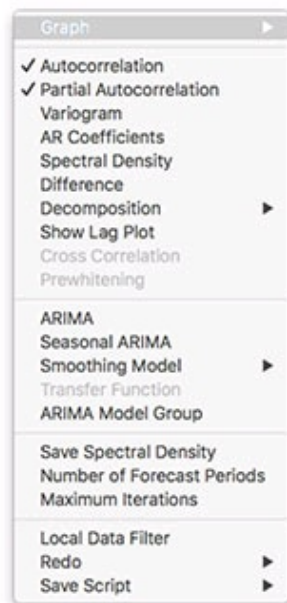 Graph
Autocorrelation
Partial Autocorrelation
Variogram
AR Coefficients
Spectral Density
Difference
Decomposition
Show Lag Plot
Cross Correlation
Prewhitening
ARIMA
Seasonal ARIMA
Smoothing Model
Transfer Function
ARIMA Model Group
Save Spectral Density
Number of Forecast Periods
Maximum Iterations
Local Data Filter
Redo
Save Script